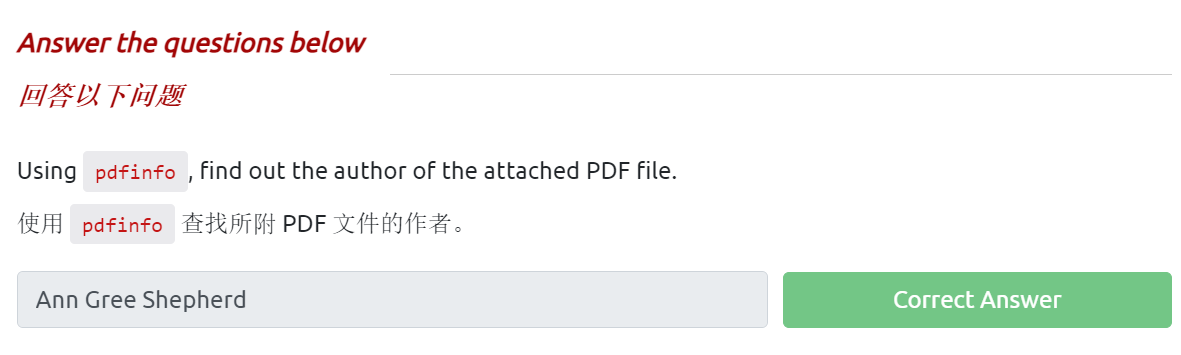 Answer the questions below
回答以下问题
Using pdfinfo, find out the author of the attached PDF file.
使用 pdfinfo 查找所附 PDF 文件的作者。
Ann Gree Shepherd
Correct Answer